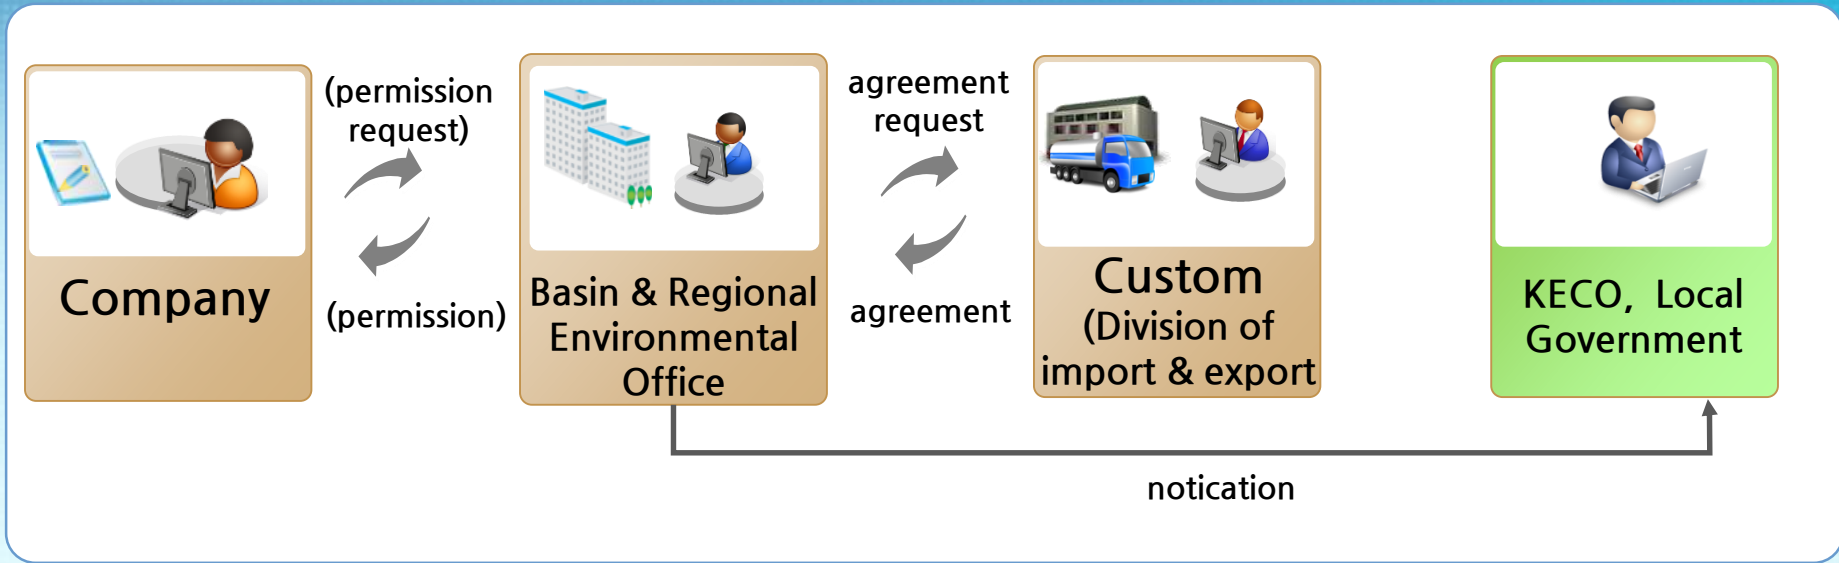 (permission
request)
(permission)
Company
agreement
request
agreement
Basin & Regional
Environmental
Office
Custom
(Division of
import & export
KECO,  Local
Government
notication